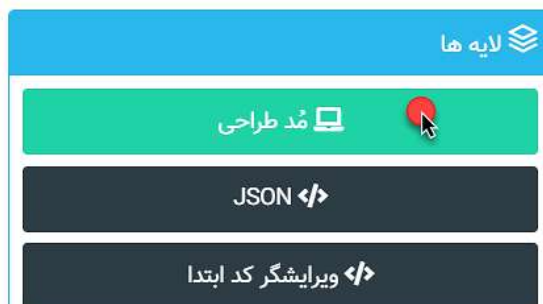 لایه ها
مُد طراحی
JSON
ویرایشگر کد ابتدا